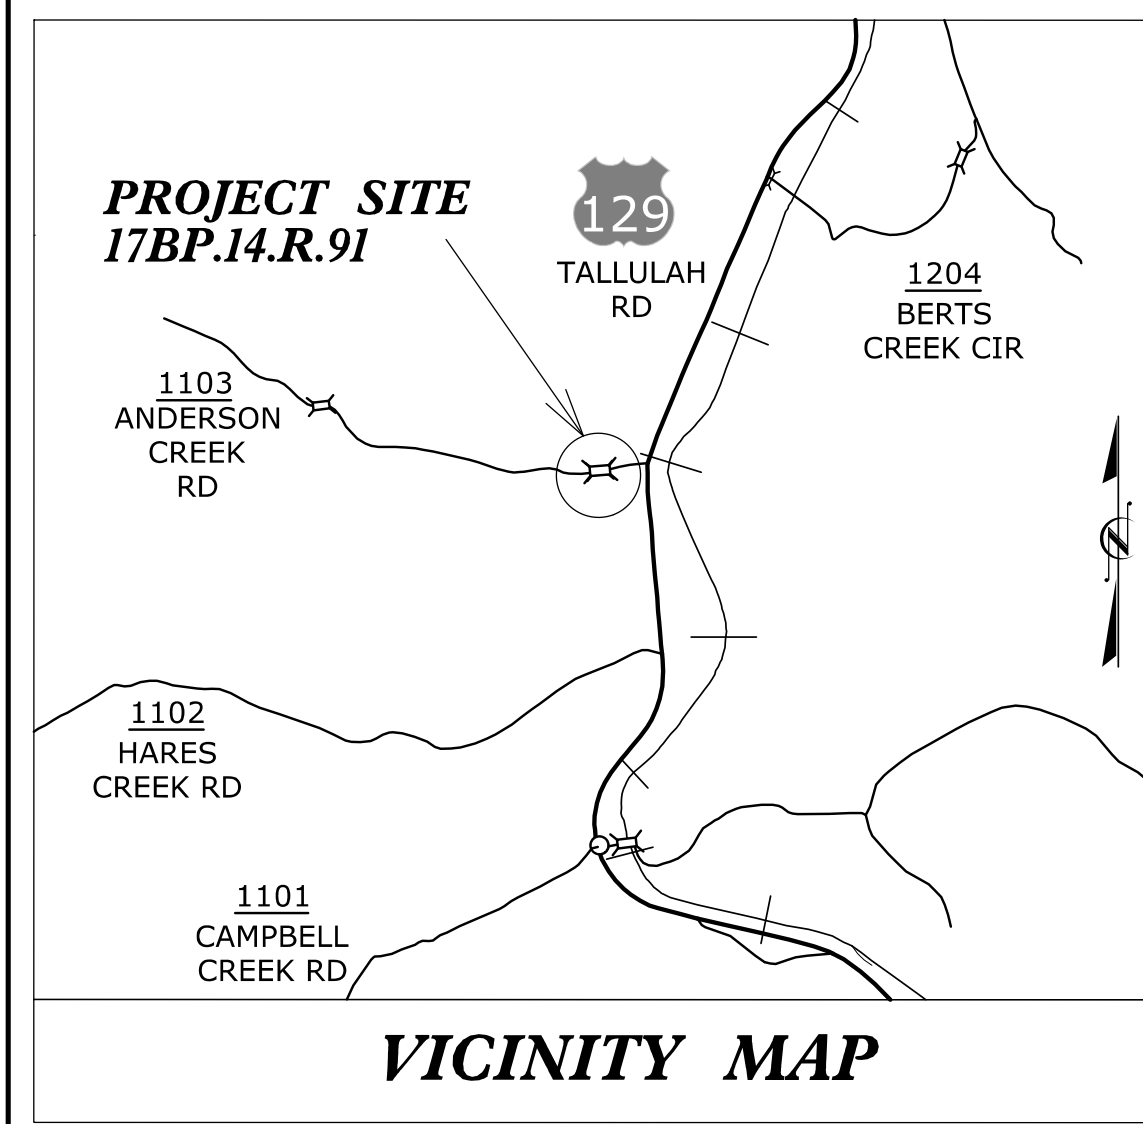 PROJECT SITE
17BP.14.R.91
129
TALLULAH
RD
1204
BERTS
CREEK CIR
1103
ANDERSON
CREEK
RD
N
1102
HARES
CREEK RD
1101
CAMPBELL
CREEK RD
VICINITY MAP